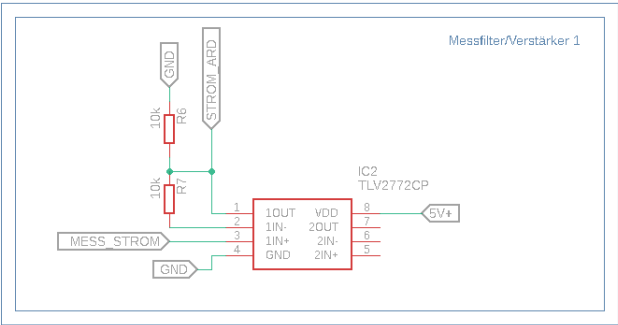 Messfilter/Verstärker 1
GND
STROM_ARD
10k
R6
10k
R7
IC2
TLV2772CP
1
1OUT
VDD
8
5V+
2
1IN-
2OUT
7
MESS_STROM
3
1IN+
2IN-
6
GND
4
GND
2IN+
5